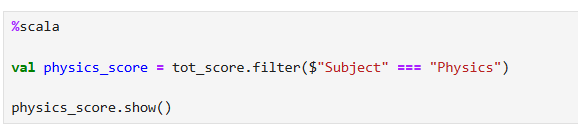 %scala
val physics_score = tot_score.filter($"Subject" === "Physics")
physics_score.show()